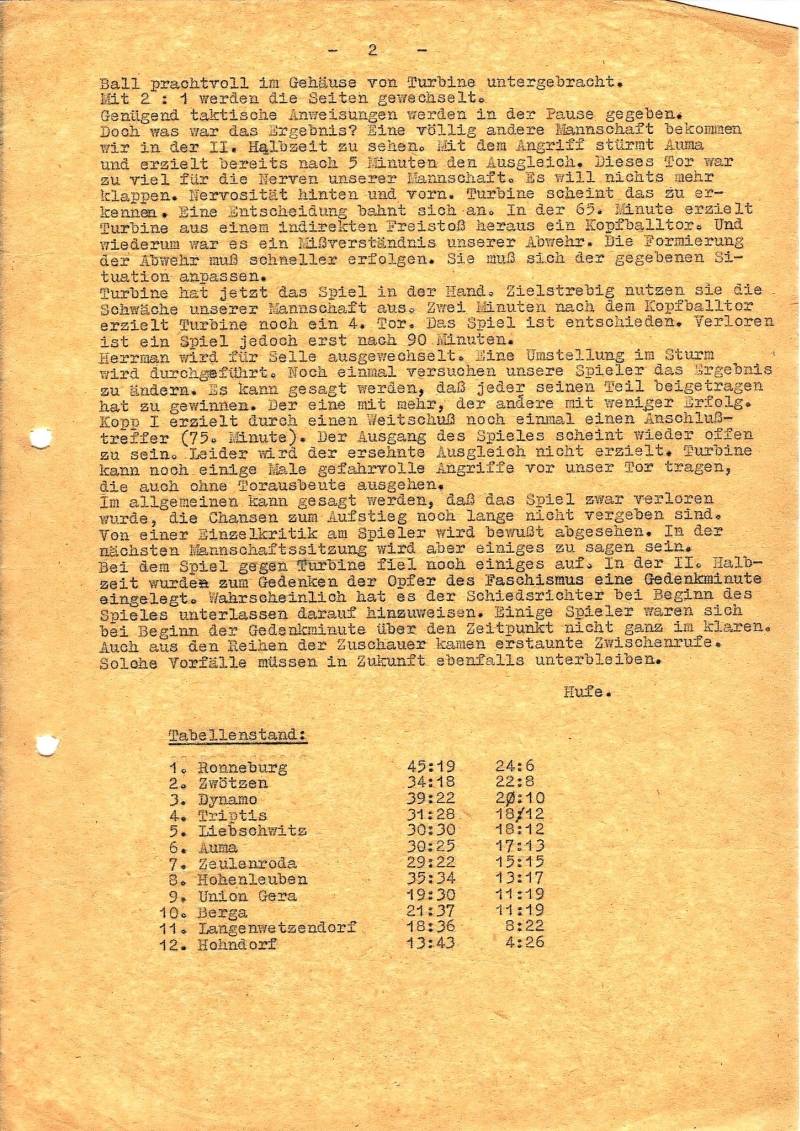 - 2 -
Ball prachtvoll im Gehäuse von Turbine untergebracht.
Mit 2 : 1 werden die Seiten gewechselt.
Genügend taktische Anweisungen werden in der Pause gegeben.
Doch was war das Ergebnis? Eine völlig andere Mannschaft bekommen
wir in der II. Halbzeit zu sehen. Mit dem Angriff stürmt Auma
und erzielt bereits nach 5 Minuten den Ausgleich. Dieses Tor war
zu viel für die Nerven unserer Mannschaft. Es will nichts mehr
klappen. Nervosität hinten und vorn. Turbine scheint das zu er-
kennen. Eine Entscheidung bahnt sich an. In der 65. Minute erzielt
Turbine aus einem indirekten Freistoß heraus ein Kopfballtor. Und
wiederum war es ein Mißverständnis unserer Abwehr. Die Formierung
der Abwehr muß schneller erfolgen. Sie muß sich der gegebenen Si-
tuation anpassen.
Turbine hat jetzt das Spiel in der Hand. Zielstrebig nutzen sie die
Schwäche unserer Mannschaft aus. Zwei Minuten nach dem Kopfballtor
erzielt Turbine noch ein 4. Tor. Das Spiel ist entschieden. Verloren
ist ein Spiel jedoch erst nach 90 Minuten.
Herrman wird für Selle ausgewechselt. Eine Umstellung im Sturm
wird durchgeführt. Noch einmal versuchen unsere Spieler das Ergebnis
zu ändern. Es kann gesagt werden, daß jeder seinen Teil beigetragen
hat zu gewinnen. Der eine mit mehr, der andere mit weniger Erfolg.
Kopp I erzielt durch einen Weitschuß noch einmal einen Anschluß-
treffer (75. Minute). Der Ausgang des Spieles scheint wieder offen
zu sein. Leider wird der ersehnte Ausgleich nicht erzielt. Turbine
kann noch einige Male gefahrvolle Angriffe vor unser Tor tragen,
die auch ohne Torausbeute ausgehen.
Im allgemeinen kann gesagt werden, daß das Spiel zwar verloren
wurde, die Chansen zum Aufstieg noch lange nicht vergeben sind.
Von einer Einzelkritik am Spieler wird bewußt abgesehen. In der
nächsten Mannschaftssitzung wird aber einiges zu sagen sein.
Bei dem Spiel gegen Turbine fiel noch einiges auf. In der II. Halb-
zeit wurden zum Gedenken der Opfer des Faschismus eine Gedenkminute
eingelegt. Wahrscheinlich hat es der Schiedsrichter bei Beginn des
Spieles unterlassen darauf hinzuweisen. Einige Spieler waren sich
bei Beginn der Gedenkminute über den Zeitpunkt nicht ganz im klaren.
Auch aus den Reihen der Zuschauer kamen erstaunte Zwischenrufe.
Solche Vorfälle müssen in Zukunft ebenfalls unterbleiben.
Hufe.
Tabellenstand:
1. Ronneburg 45:19 24:6
2. Zwötzen 34:18 22:8
3. Dynamo 39:22 20:10
4. Triptis 31:28 18/12
5. Liebschwitz 30:30 18:12
6. Auma 30:25 17:13
7. Zeulenroda 29:22 15:15
8. Hohenleuben 35:34 13:17
9. Union Gera 19:30 11:19
10. Berga 21:37 11:19
11. Langenwetzendorf 18:36 8:22
12. Hohndorf 13:43 4:26